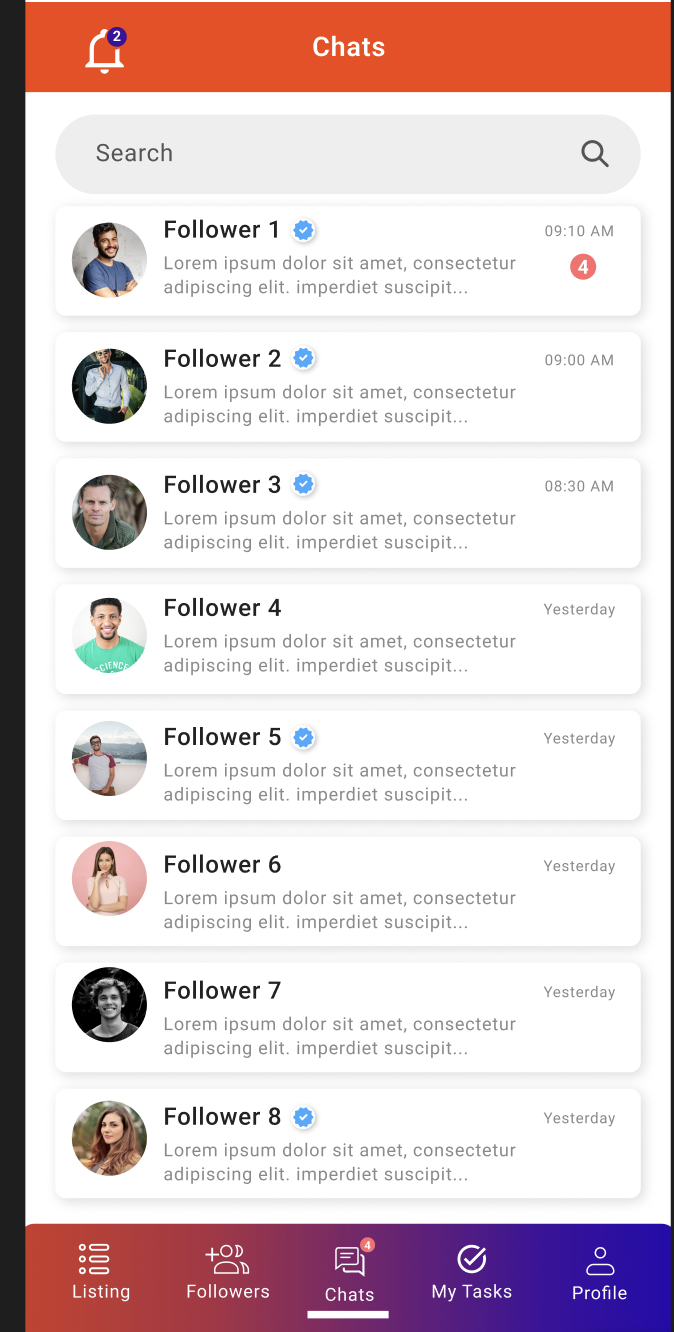 2
Chats
Search
Follower 1
09:10 AM
Lorem ipsum dolor sit amet, consectetur
4
adipiscing elit. imperdiet suscipit...
Follower 2
09:00 AM
Lorem ipsum dolor sit amet, consectetur
adipiscing elit. imperdiet suscipit...
Follower 3
08:30 AM
Lorem ipsum dolor sit amet, consectetur
adipiscing elit. imperdiet suscipit...
Follower 4
Yesterday
Lorem ipsum dolor sit amet, consectetur
adipiscing elit. imperdiet suscipit...
SCIENCE
Follower 5
Yesterday
Lorem ipsum dolor sit amet, consectetur
adipiscing elit. imperdiet suscipit...
Follower 6
Yesterday
Lorem ipsum dolor sit amet, consectetur
adipiscing elit. imperdiet suscipit...
Follower 7
Yesterday
Lorem ipsum dolor sit amet, consectetur
adipiscing elit. imperdiet suscipit...
Follower 8
Yesterday
Lorem ipsum dolor sit amet, consectetur
adipiscing elit. imperdiet suscipit...
4
Listing
Followers
Chats
My Tasks
Profile